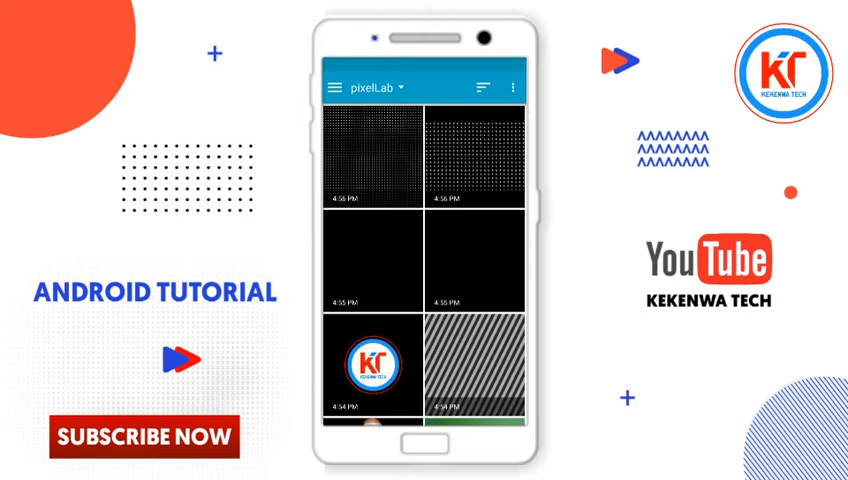 pixelLab
4:56 PM
4:56 PM
4:55 PM
4:55 PM
KT
KEKENWA TECH
4:54 PM
4:54 PM
ANDROID TUTORIAL
SUBSCRIBE NOW
KT
KEKENWA TECH
YouTube
KEKENWA TECH